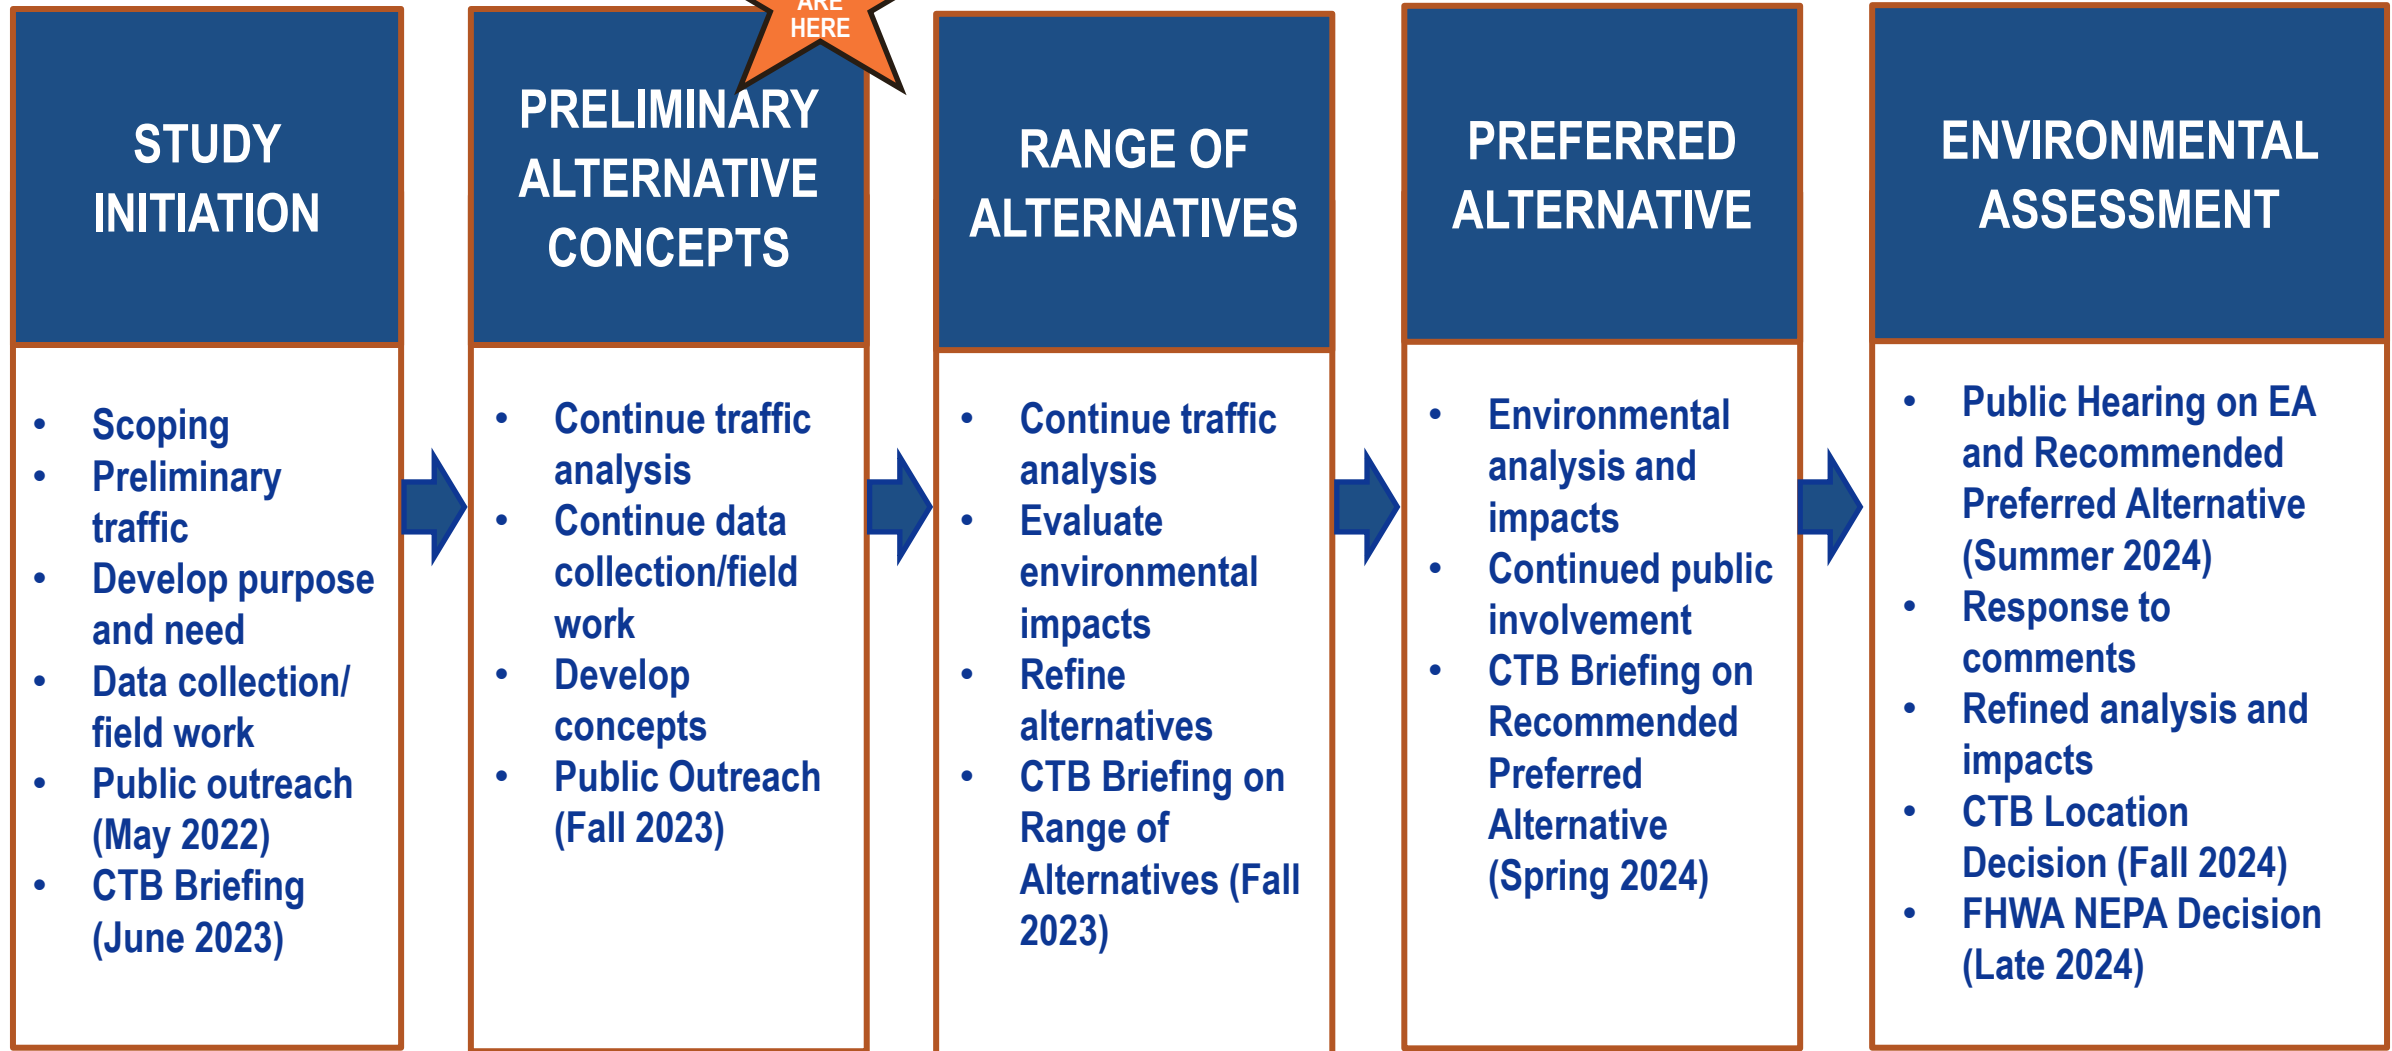 ARE
HERE
STUDY
INITIATION
• Scoping
• Preliminary
traffic
• Develop purpose
and need
• Data collection/
field work
• Public outreach
(May 2022)
• CTB Briefing
(June 2023)
PRELIMINARY
ALTERNATIVE
CONCEPTS
• Continue traffic
analysis
• Continue data
collection/field
work
• Develop
concepts
• Public Outreach
(Fall 2023)
RANGE OF
ALTERNATIVES
• Continue traffic
analysis
• Evaluate
environmental
impacts
• Refine
alternatives
• CTB Briefing on
Range of
Alternatives (Fall
2023)
PREFERRED
ALTERNATIVE
• Environmental
analysis and
impacts
• Continued public
involvement
• CTB Briefing on
Recommended
Preferred
Alternative
(Spring 2024)
ENVIRONMENTAL
ASSESSMENT
• Public Hearing on EA
and Recommended
Preferred Alternative
(Summer 2024)
• Response to
comments
• Refined analysis and
impacts
• CTB Location
Decision (Fall 2024)
• FHWA NEPA Decision
(Late 2024)